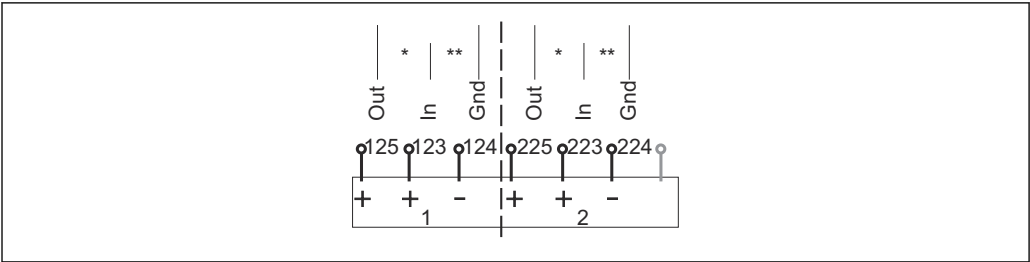 * ** * **
Out In Gnd Out In Gnd
125 123 124 225 223 224
+ + - + + -
1 2